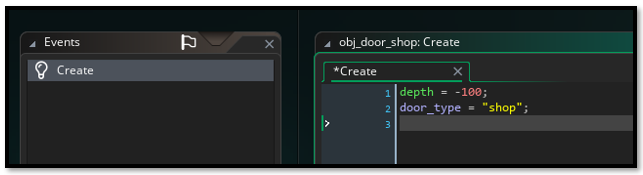 Events
Create
obj_door_shop: Create
*Create
1 depth = -100;
2 door_type = "shop";
3